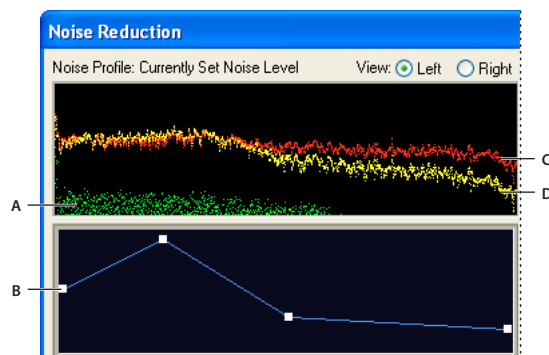 Noise Reduction
Noise Profile: Currently Set Noise Level View: Left Right
C
D
A
B